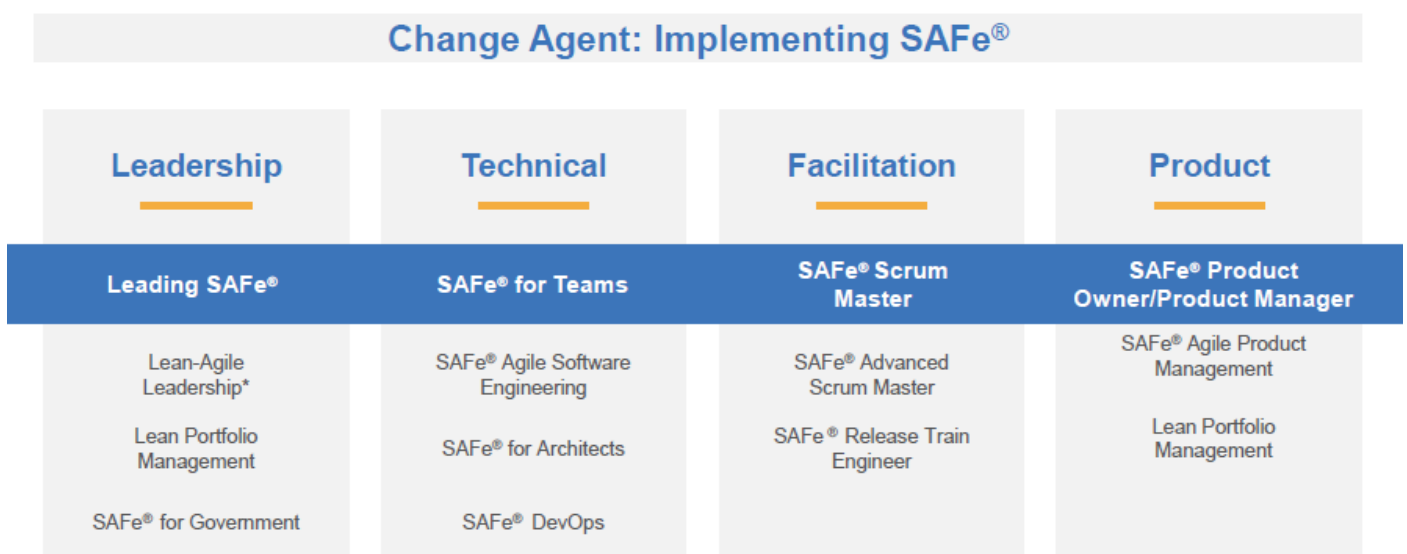 Change Agent: Implementing SAFe®
Leadership
Technical
Facilitation
Product
Leading SAFe®
SAFe® for Teams
SAFe® Scrum
Master
SAFe® Product
Owner/Product Manager
Lean-Agile
Leadership*
Lean Portfolio
Management
SAFe® for Government
SAFe® Agile Software
Engineering
SAFe® for Architects
SAFe® DevOps
SAFe® Advanced
Scrum Master
SAFe® Release Train
Engineer
SAFe® Agile Product
Management
Lean Portfolio
Management